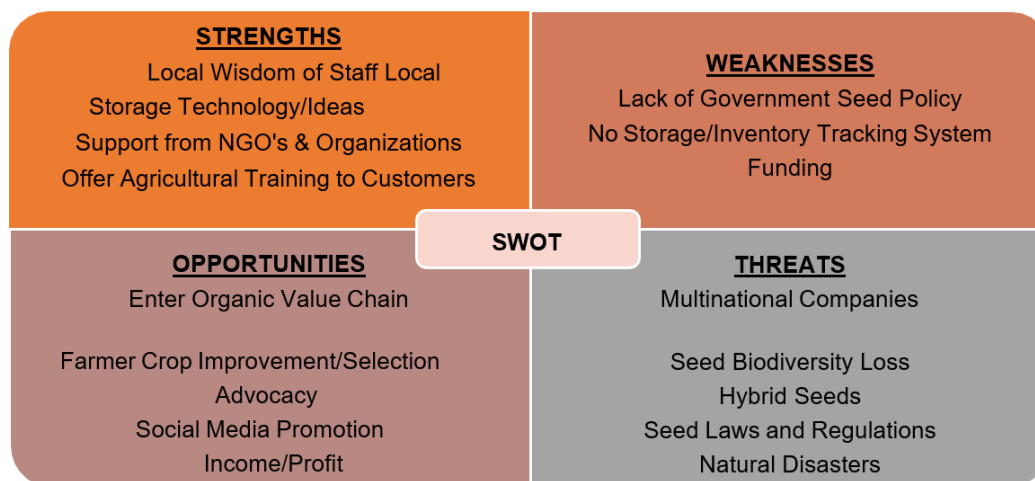 STRENGTHS
Local Wisdom of Staff Local
Storage Technology/Ideas
Support from NGO's & Organizations
Offer Agricultural Training to Customers
WEAKNESSES
Lack of Government Seed Policy
No Storage/Inventory Tracking System
Funding
SWOT
OPPORTUNITIES
Enter Organic Value Chain
Farmer Crop Improvement/Selection
Advocacy
Social Media Promotion
Income/Profit
THREATS
Multinational Companies
Seed Biodiversity Loss
Hybrid Seeds
Seed Laws and Regulations
Natural Disasters